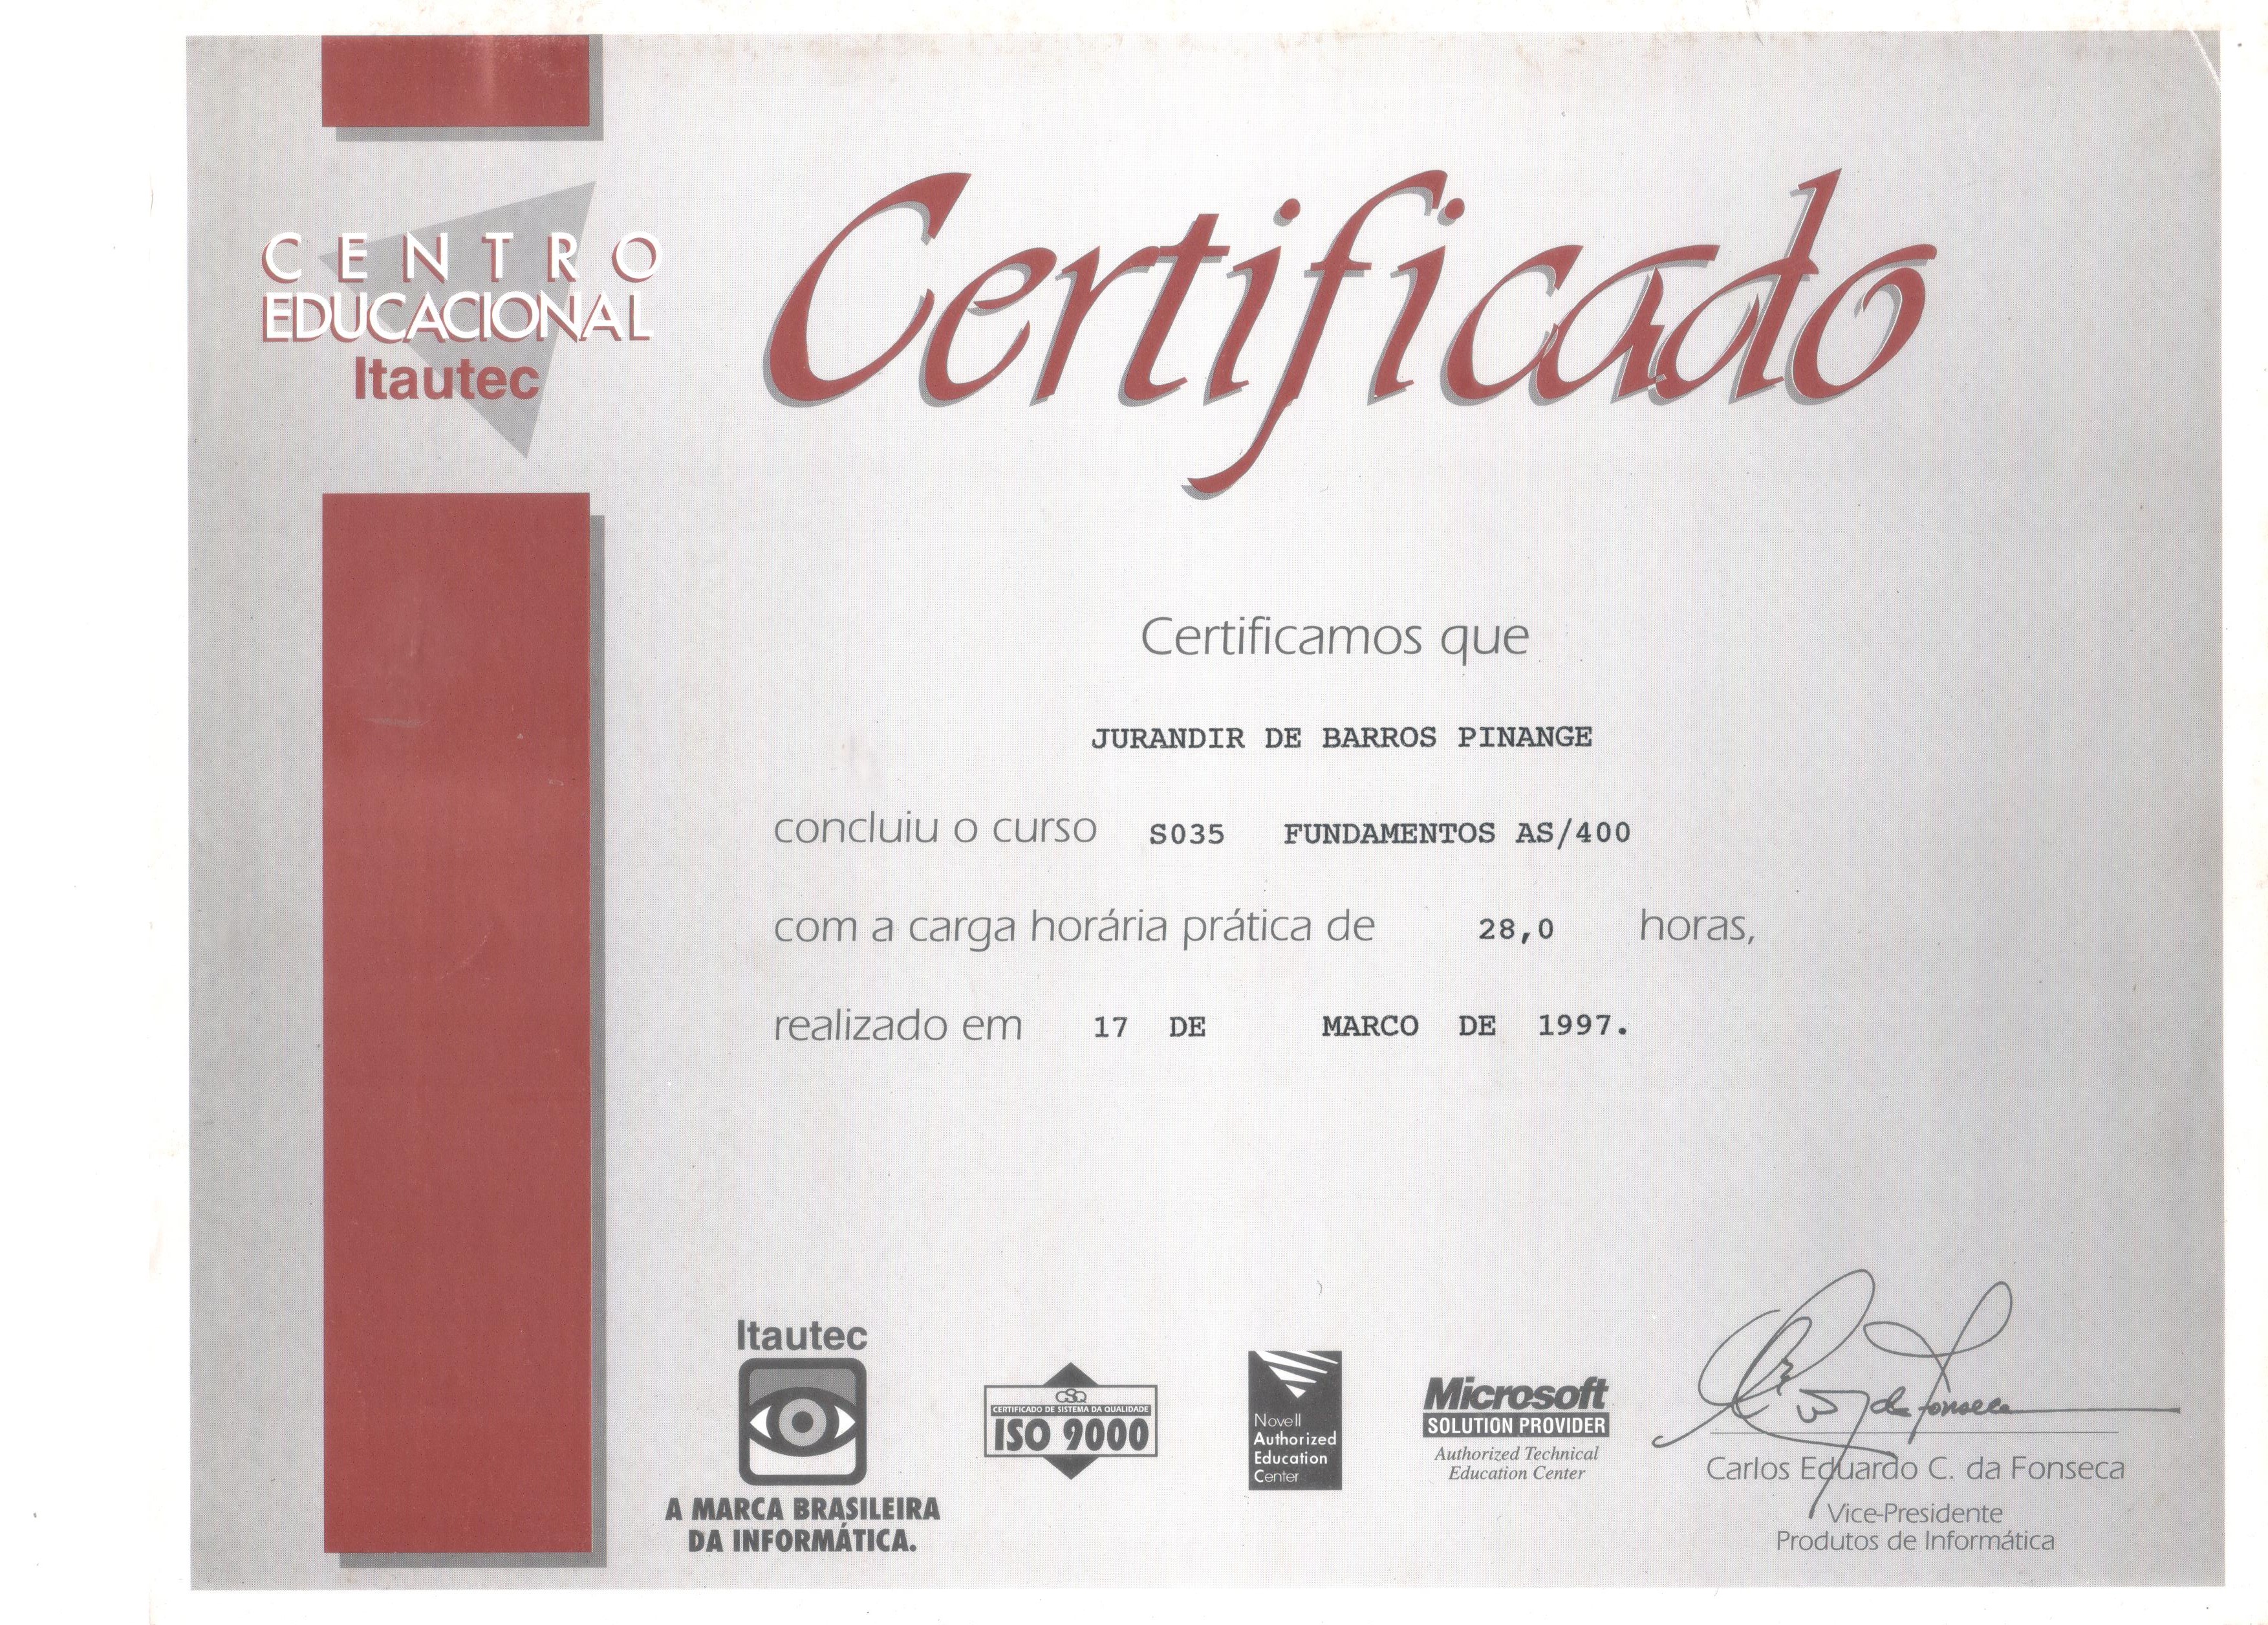 CENTRO
EDUCACIONAL
Itautec
Certificado
Certificamos que
JURANDIR DE BARROS PINANGE
concluiu o curso S035 FUNDAMENTOS AS/400
com a carga horária prática de 28,0 horas,
realizado em 17 DE MARCO DE 1997.
Itautec
A MARCA BRASILEIRA
DA INFORMÁTICA.
CSQ
CERTIFICADO DE SISTEMA DA QUALIDADE
ISO 9000
Novell
Authorized
Education
Center
Microsoft
SOLUTION PROVIDER
Authorized Technical
Education Center
da Fonseca
Carlos Eduardo C. da Fonseca
Vice-Presidente
Produtos de Informática